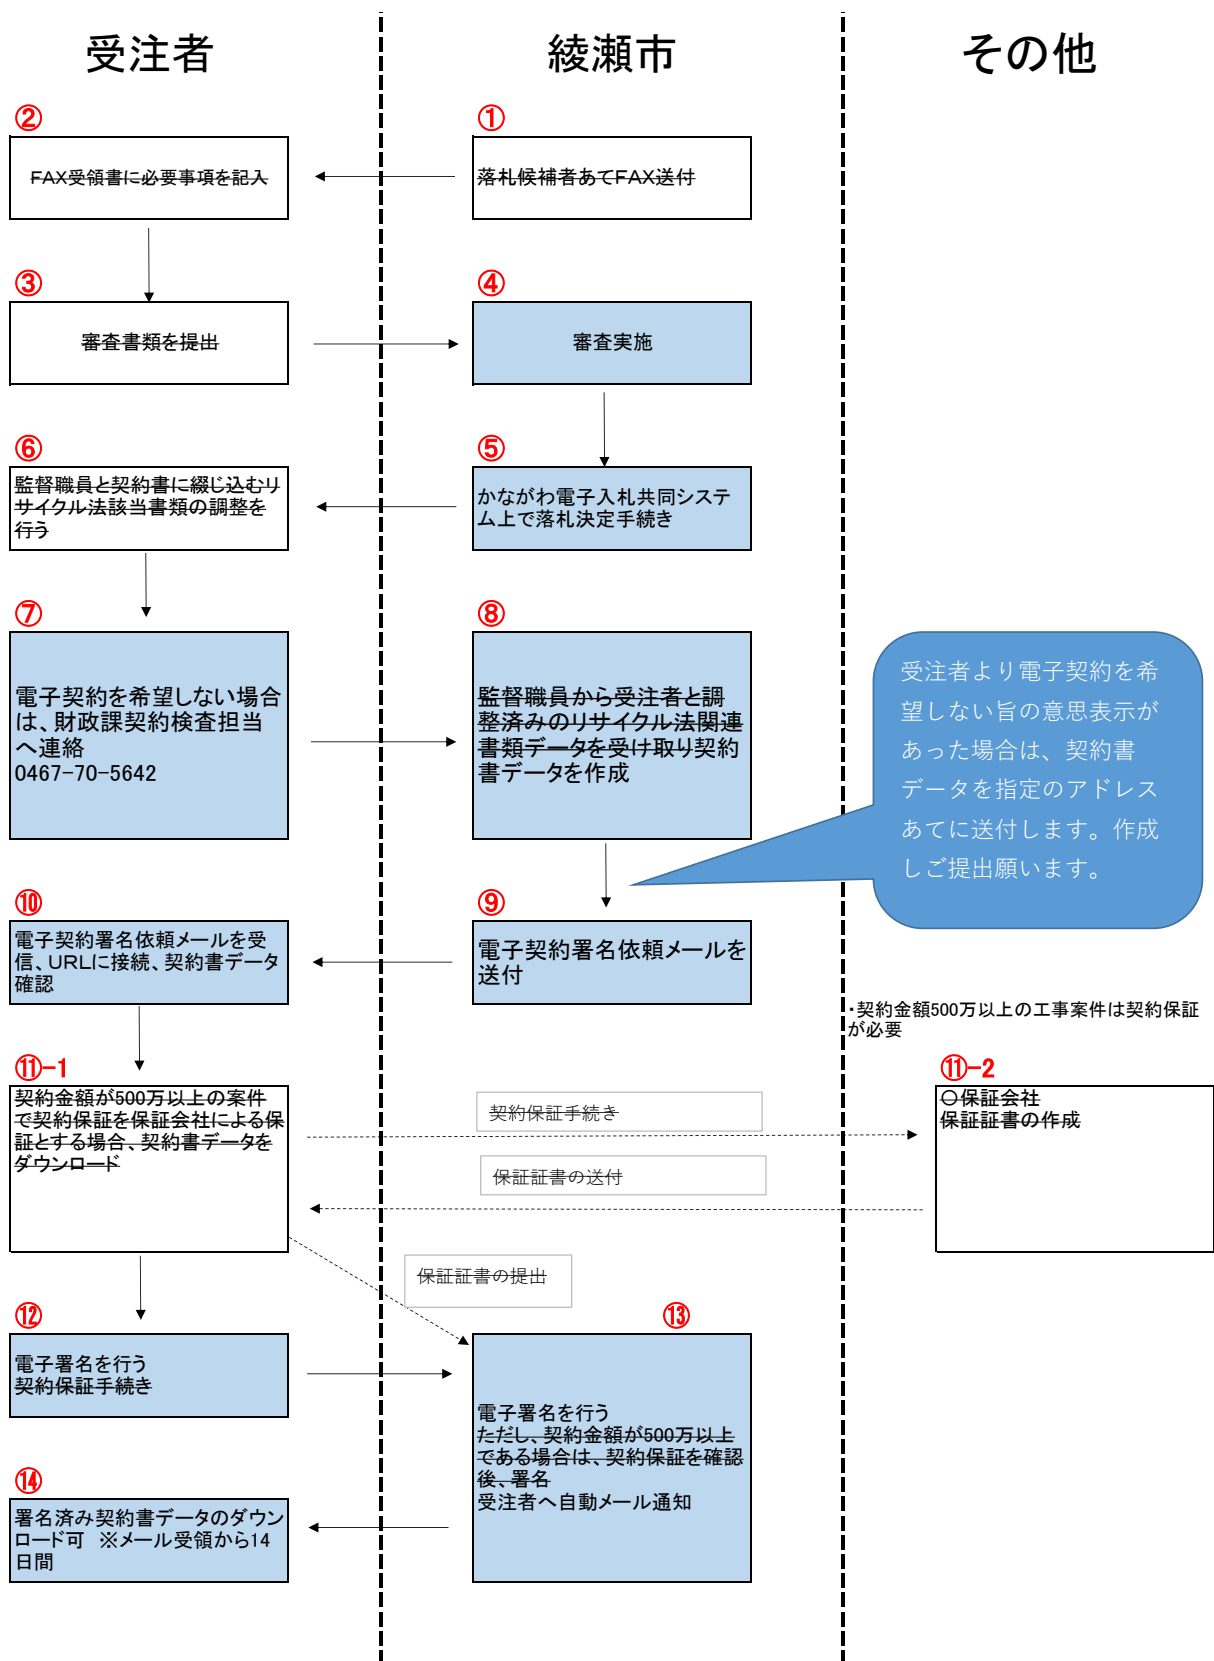 受注者
綾瀬市
その他
②
①
FAX受領書に必要事項を記入
落札候補者あてFAX送付
③
④
審査書類を提出
審査実施
⑥
⑤
監督職員と契約書に綴じ込むリ
サイクル法該当書類の調整を
行う
かながわ電子入札共同システ
ム上で落札決定手続き
⑦
⑧
電子契約を希望しない場合
は、財政課契約検査担当
へ連絡
0467-70-5642
監督職員から受注者と調
整済みのリサイクル法関連
書類データを受け取り契約
書データを作成
受注者より電子契約を希
望しない旨の意思表示が
あった場合は、契約書
データを指定のアドレス
あてに送付します。作成
しご提出願います。
⑩
⑨
電子契約署名依頼メールを受
信、URLに接続、契約書データ
確認
電子契約署名依頼メールを
送付
・契約金額500万以上の工事案件は契約保証
が必要
⑪-1
⑪-2
契約金額が500万以上の案件
で契約保証を保証会社による保
証とする場合、契約書データを
ダウンロード
契約保証手続き
〇保証会社
保証証書の作成
保証証書の送付
保証証書の提出
⑫
⑬
電子署名を行う
契約保証手続き
電子署名を行う
ただし、契約金額が500万以上
である場合は、契約保証を確認
後、署名
受注者へ自動メール通知
⑭
署名済み契約書データのダウン
ロード可　※メール受領から14
日間